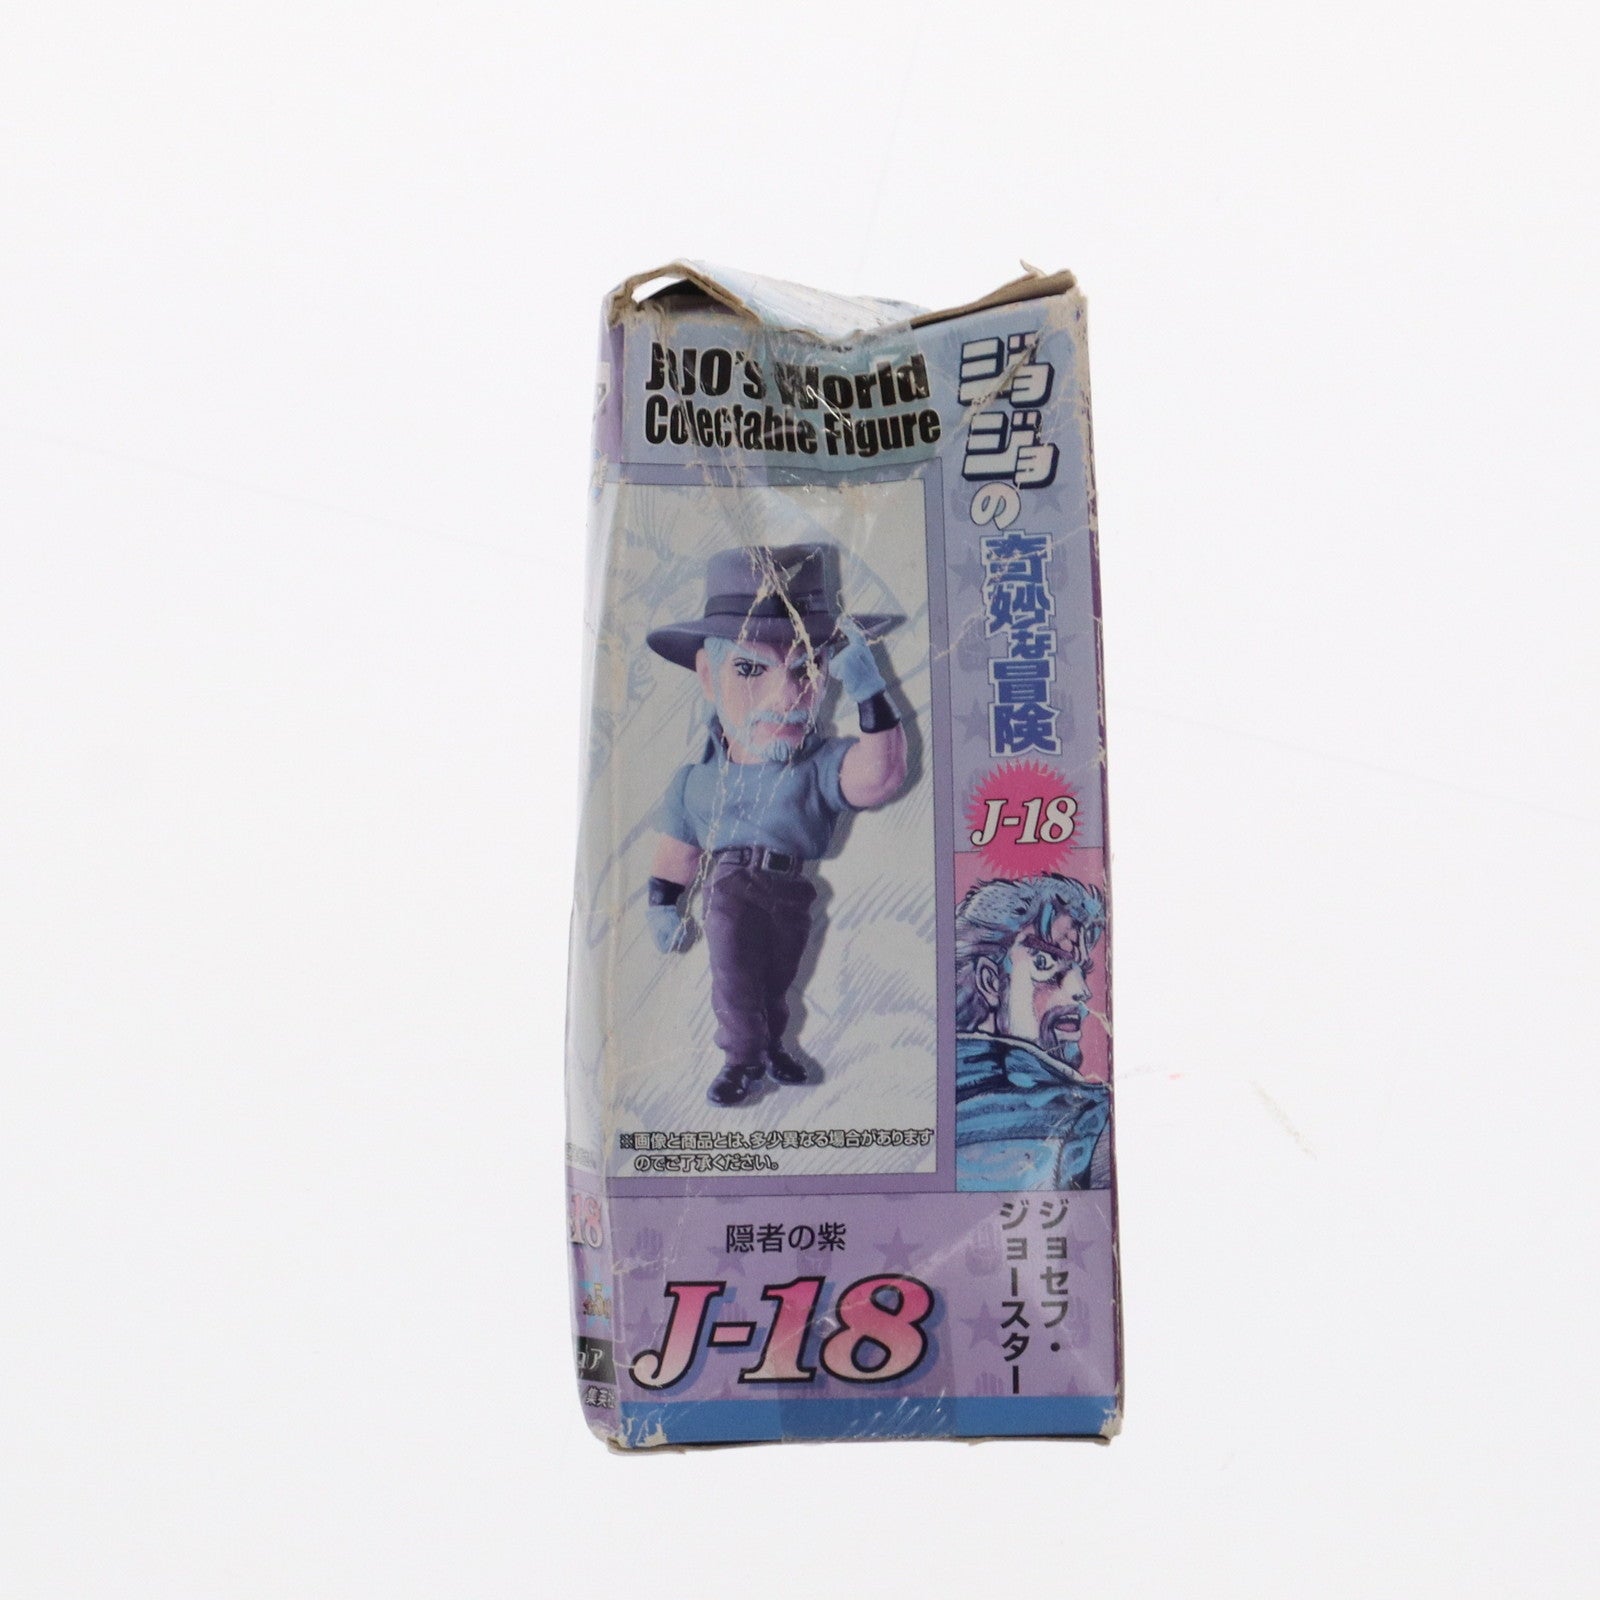 JOJO's World
Colectable Figure
ジョジョの
奇妙な冒険
J-18
※画像と商品とは、多少異なる場合があります
のでご了承ください。
隠者の紫
J-18
ジョセフ・
ジョースター
18